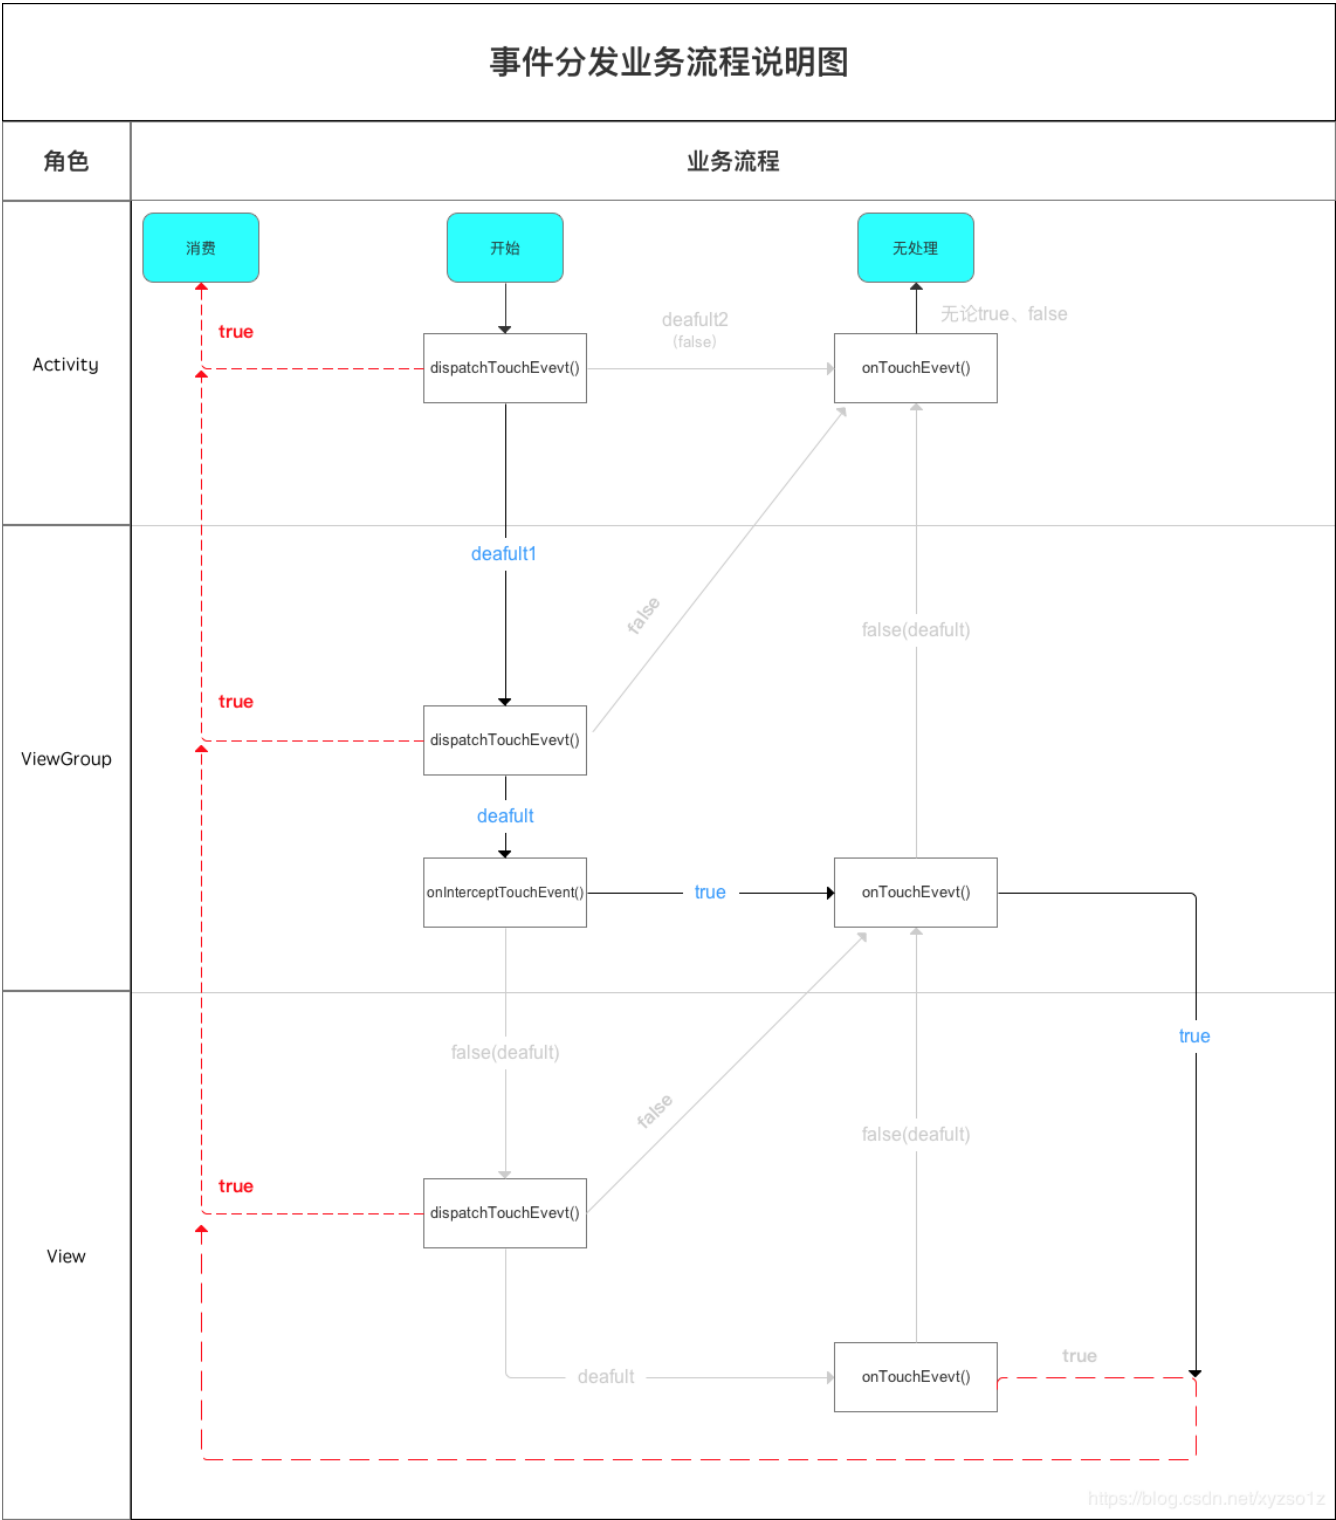 事件分发业务流程说明图
角色
业务流程
消费
开始
无处理
true
deafult2
(false)
无论true、false
Activity
dispatchTouchEvevt()
onTouchEvevt()
deafult1
false
false(deafult)
true
ViewGroup
dispatchTouchEvevt()
deafult
onInterceptTouchEvent()
true
onTouchEvevt()
true
false(deafult)
false
false(deafult)
true
dispatchTouchEvevt()
View
true
deafult
onTouchEvevt()
https://blog.csdn.net/xyzso1z